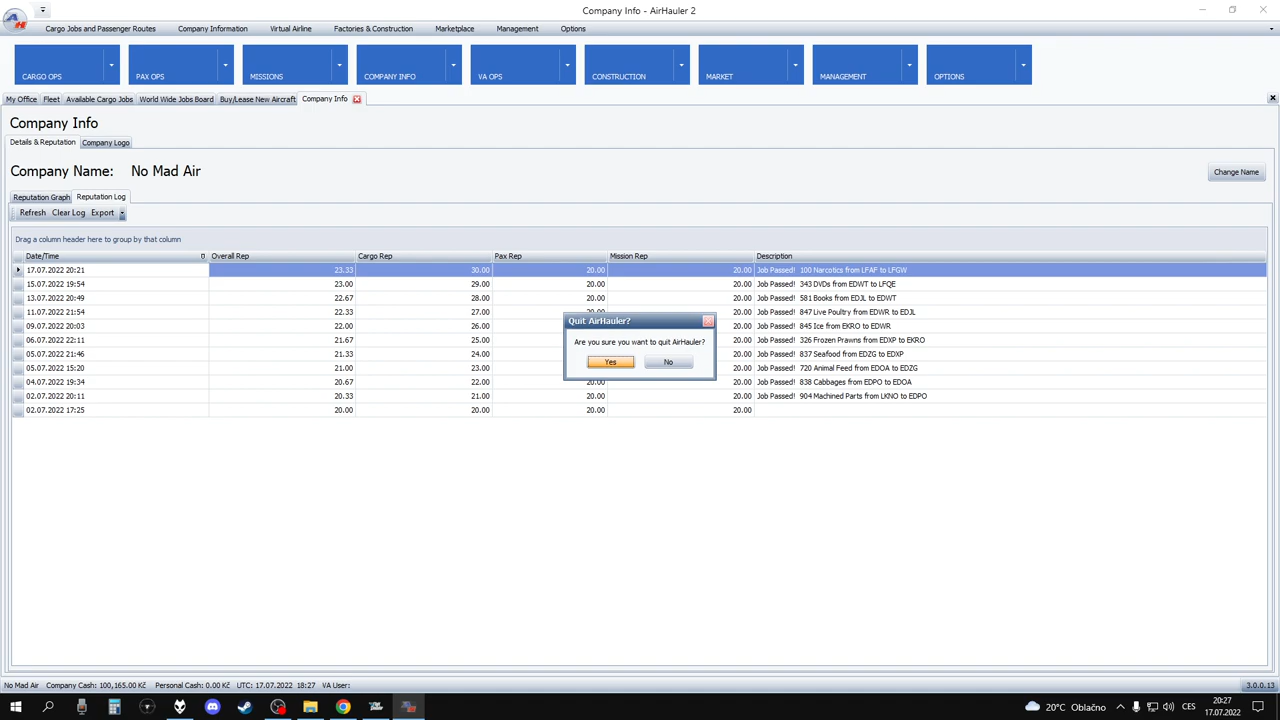 Company Info - AirHauler 2
Cargo Jobs and Passenger Routes Company Information Virtual Airline Factories & Construction Marketplace Management Options
CARGO OPS PAX OPS MISSIONS COMPANY INFO VA OPS CONSTRUCTION MARKET MANAGEMENT OPTIONS
My Office Fleet Available Cargo Jobs World Wide Jobs Board Buy/Lease New Aircraft Company Info
Company Info
Details & Reputation Company Logo
Company Name: No Mad Air Change Name
Reputation Graph Reputation Log
Refresh Clear Log Export
Drag a column header here to group by that column
Date/Time Overall Rep Cargo Rep Pax Rep Mission Rep Description
17.07.2022 20:21 23.33 30.00 20.00 20.00 Job Passed! 100 Narcotics from LFAF to LFGW
15.07.2022 19:54 23.00 29.00 20.00 20.00 Job Passed! 343 DVDs from EDWT to LFQE
13.07.2022 20:49 22.67 28.00 20.00 20.00 Job Passed! 581 Books from EDJL to EDWT
11.07.2022 21:54 22.33 27.00 20.00 20.00 Job Passed! 847 Live Poultry from EDWR to EDJL
09.07.2022 20:03 22.00 26.00 Job Passed! 845 Ice from EKRO to EDWR
06.07.2022 22:11 21.67 25.00 Job Passed! 326 Frozen Prawns from EDXP to EKRO
05.07.2022 21:46 21.33 24.00 Job Passed! 837 Seafood from EDZG to EDXP
05.07.2022 15:20 21.00 23.00 Job Passed! 720 Animal Feed from EDOA to EDZG
04.07.2022 19:34 20.67 22.00 20.00 20.00 Job Passed! 838 Cabbages from EDPO to EDOA
02.07.2022 20:11 20.33 21.00 20.00 20.00 Job Passed! 904 Machined Parts from LKNO to EDPO
02.07.2022 17:25 20.00 20.00 20.00 20.00
Quit AirHauler?
Are you sure you want to quit AirHauler?
Yes No
No Mad Air Company Cash: 100,165.00 Kč Personal Cash: 0.00 Kč UTC: 17.07.2022 18:27 VA User: 3.0.0.13
20°C Oblačno CES 20:27
17.07.2022